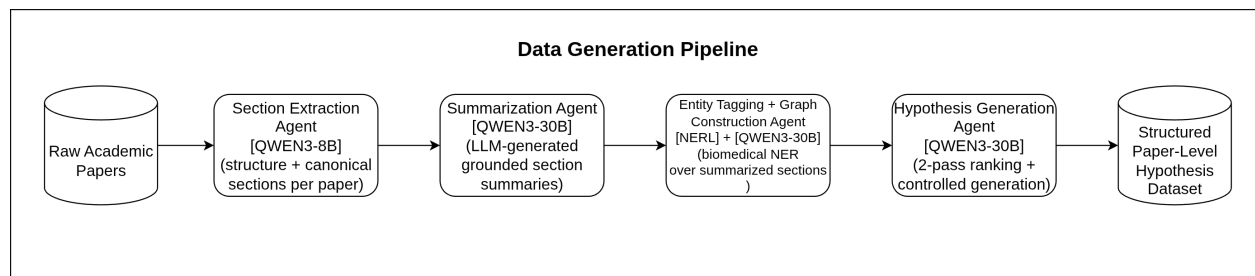 Data Generation Pipeline
Raw Academic
Papers
Section Extraction
Agent
[QWEN3-8B]
(structure + canonical
sections per paper)
Summarization Agent
[QWEN3-30B]
(LLM-generated
grounded section
summaries)
Entity Tagging + Graph
Construction Agent
[NERL] + [QWEN3-30B]
(biomedical NER
over summarized sections
)
Hypothesis Generation
Agent
[QWEN3-30B]
(2-pass ranking +
controlled generation)
Structured
Paper-Level
Hypothesis
Dataset